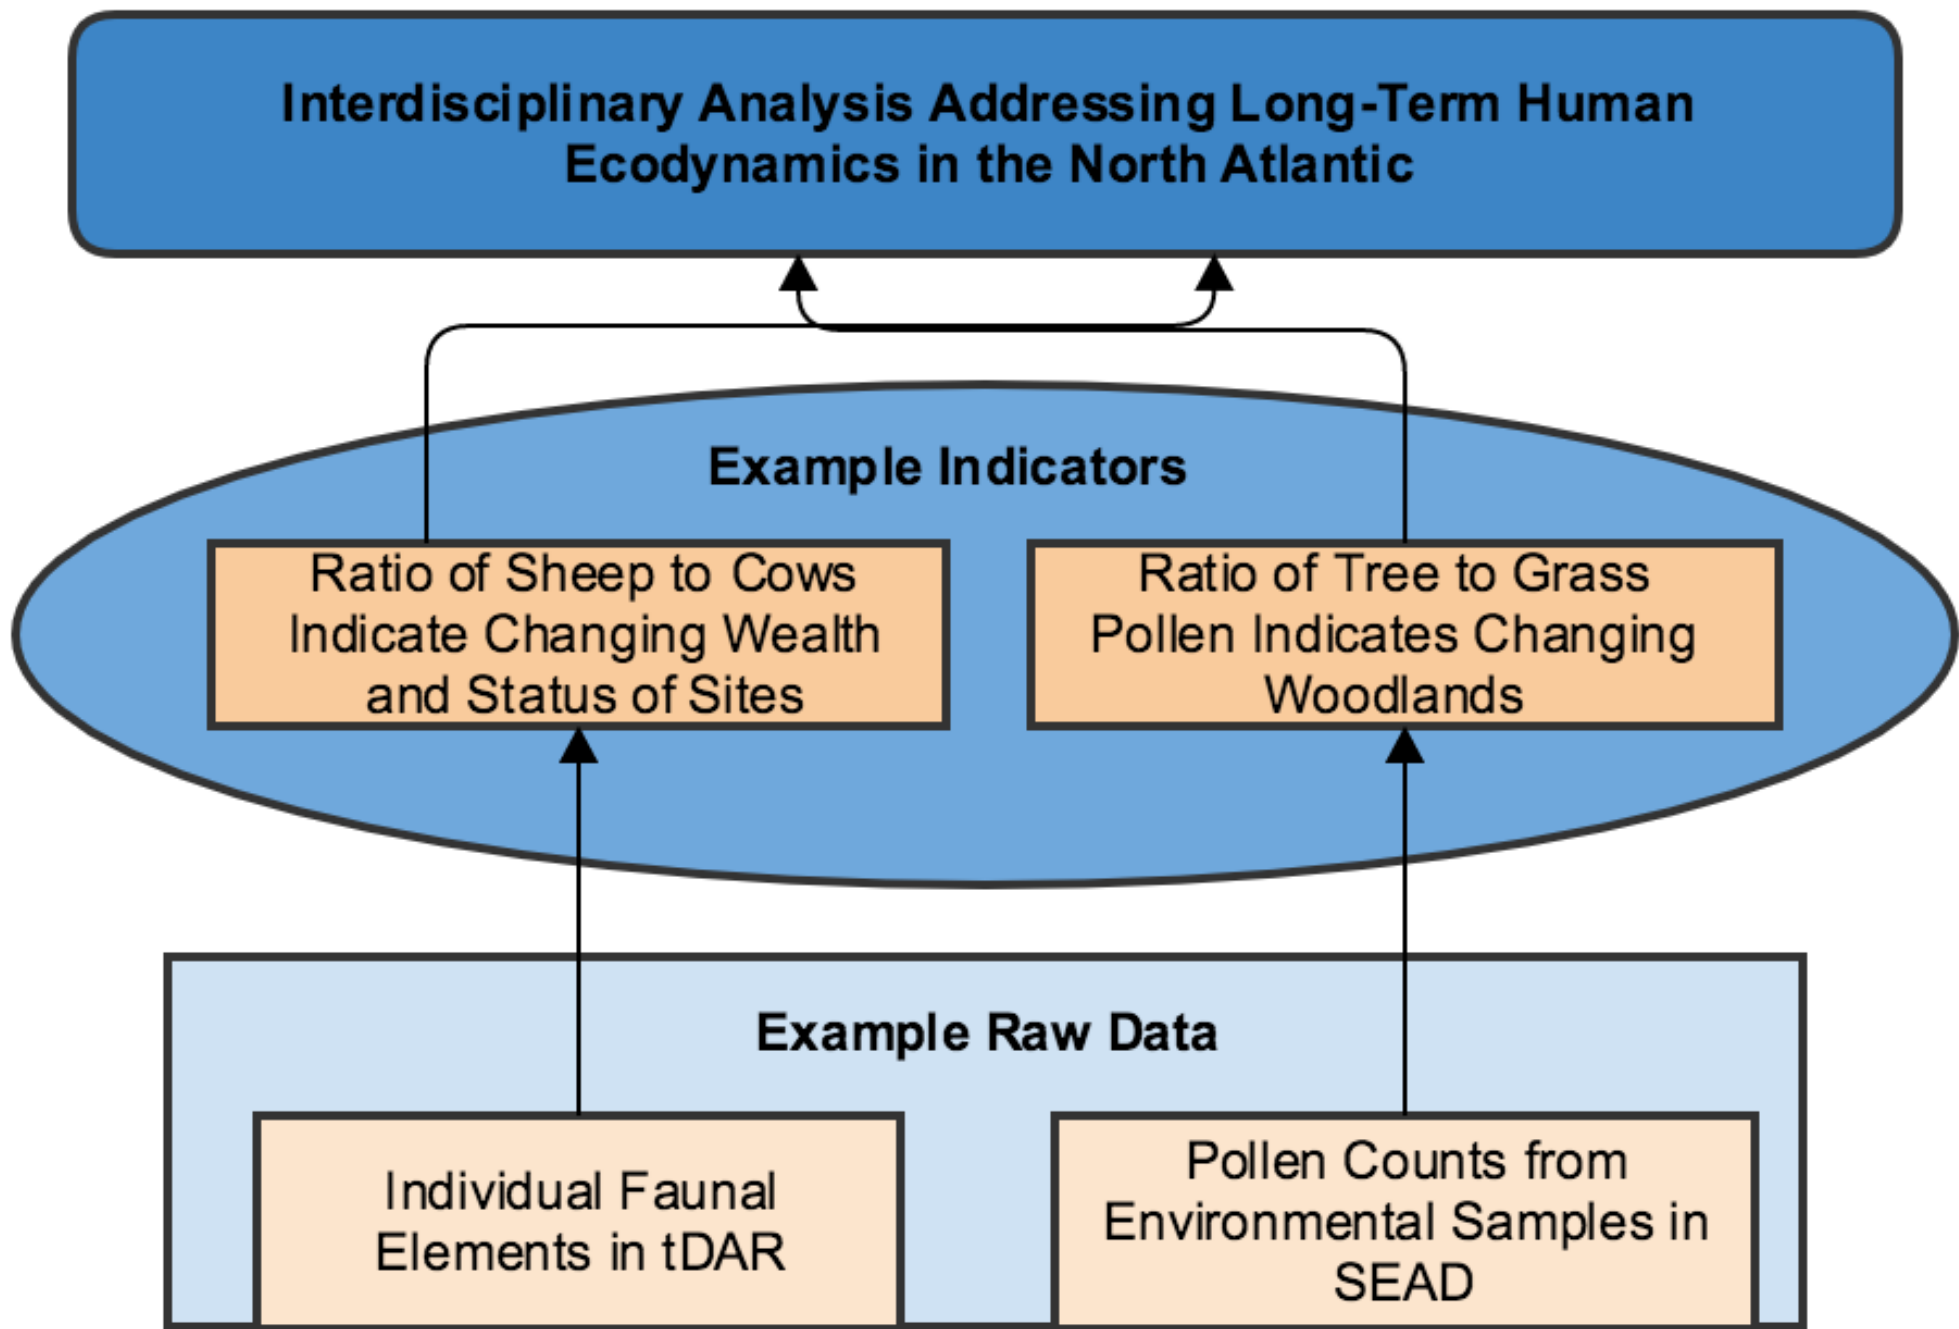 Interdisciplinary Analysis Addressing Long-Term Human
Ecodynamics in the North Atlantic
Example Indicators
Ratio of Sheep to Cows
Indicate Changing Wealth
and Status of Sites
Ratio of Tree to Grass
Pollen Indicates Changing
Woodlands
Example Raw Data
Individual Faunal
Elements in tDAR
Pollen Counts from
Environmental Samples in
SEAD